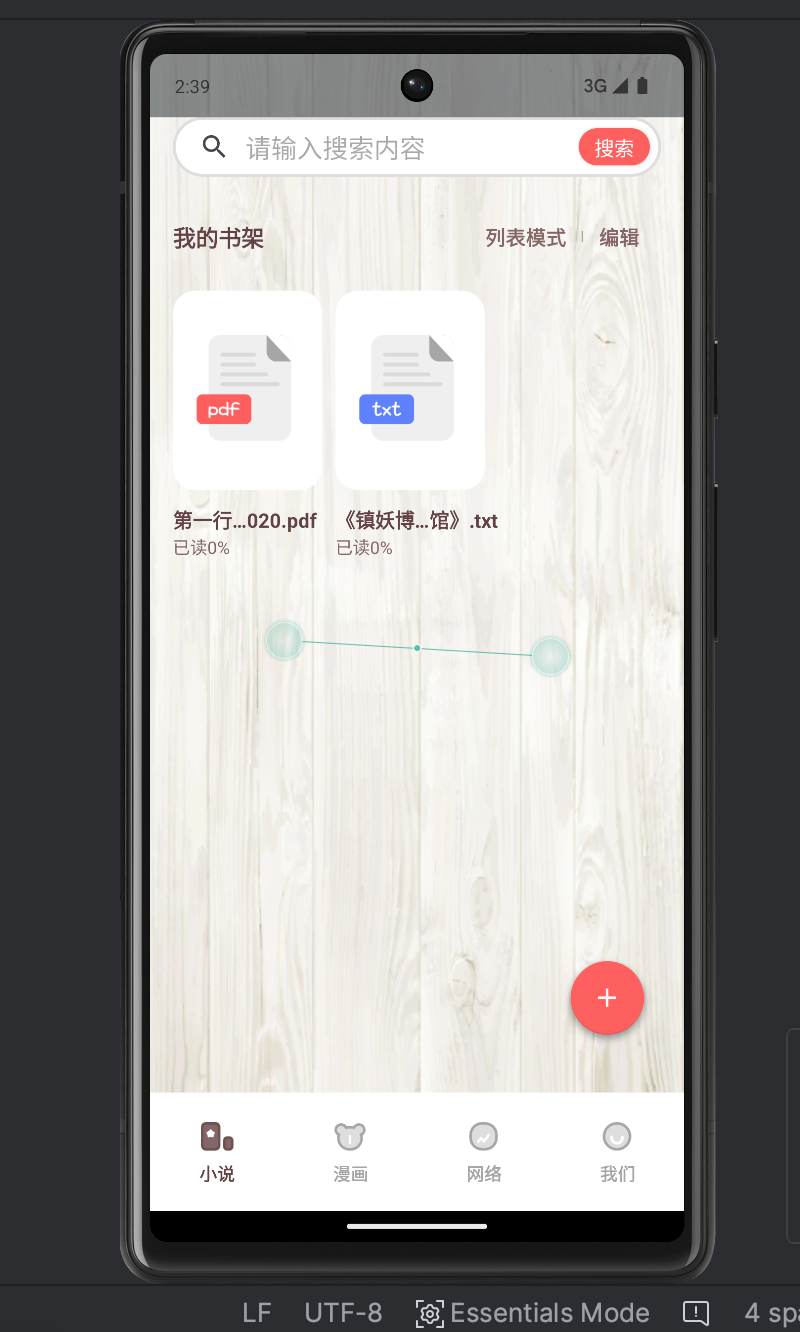 2:39
3G
请输入搜索内容
搜索
我的书架
列表模式
编辑
pdf
txt
第一行...020.pdf
《镇妖博...馆》.txt
已读0%
已读0%
+
小说
漫画
网络
我们
LF
UTF-8
Essentials Mode
4 spa